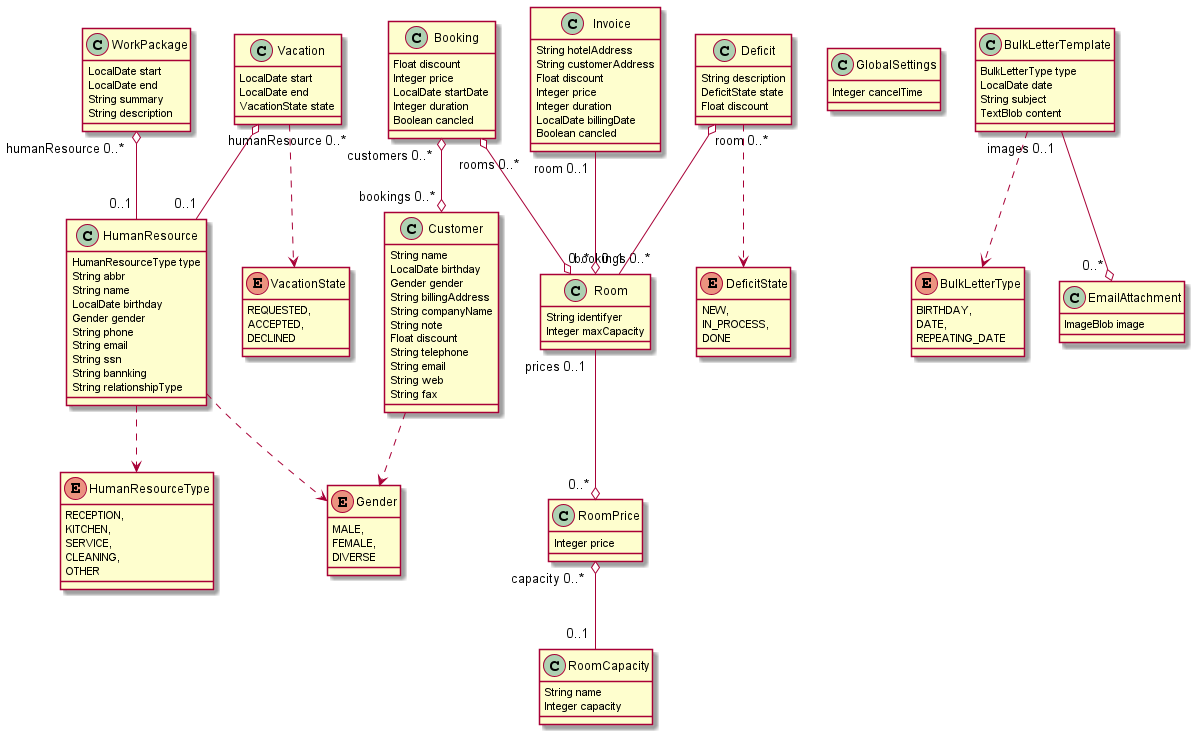 C WorkPackage
LocalDate start
LocalDate end
String summary
String description
C Vacation
LocalDate start
LocalDate end
VacationState state
C Booking
Float discount
Integer price
LocalDate startDate
Integer duration
Boolean cancled
C Invoice
String hotelAddress
String customerAddress
Float discount
Integer price
Integer duration
LocalDate billingDate
Boolean cancled
C Deficit
String description
DeficitState state
Float discount
C GlobalSettings
Integer cancelTime
C BulkLetterTemplate
BulkLetterType type
LocalDate date
String subject
TextBlob content
humanResource 0..*
0..1
humanResource 0..*
0..1
customers 0..*
bookings 0..*
rooms 0..*
room 0..1
room 0..*
images 0..1
0..*
bookings 0..*
C HumanResource
HumanResourceType type
String abbr
String name
LocalDate birthday
Gender gender
String phone
String email
String ssn
String bannking
String relationshipType
E VacationState
REQUESTED,
ACCEPTED,
DECLINED
C Customer
String name
LocalDate birthday
Gender gender
String billingAddress
String companyName
String note
Float discount
String telephone
String email
String web
String fax
C Room
String identifyer
Integer maxCapacity
E DeficitState
NEW,
IN_PROCESS,
DONE
E BulkLetterType
BIRTHDAY,
DATE,
REPEATING_DATE
C EmailAttachment
ImageBlob image
prices 0..1
0..*
E HumanResourceType
RECEPTION,
KITCHEN,
SERVICE,
CLEANING,
OTHER
E Gender
MALE,
FEMALE,
DIVERSE
C RoomPrice
Integer price
capacity 0..*
0..1
C RoomCapacity
String name
Integer capacity